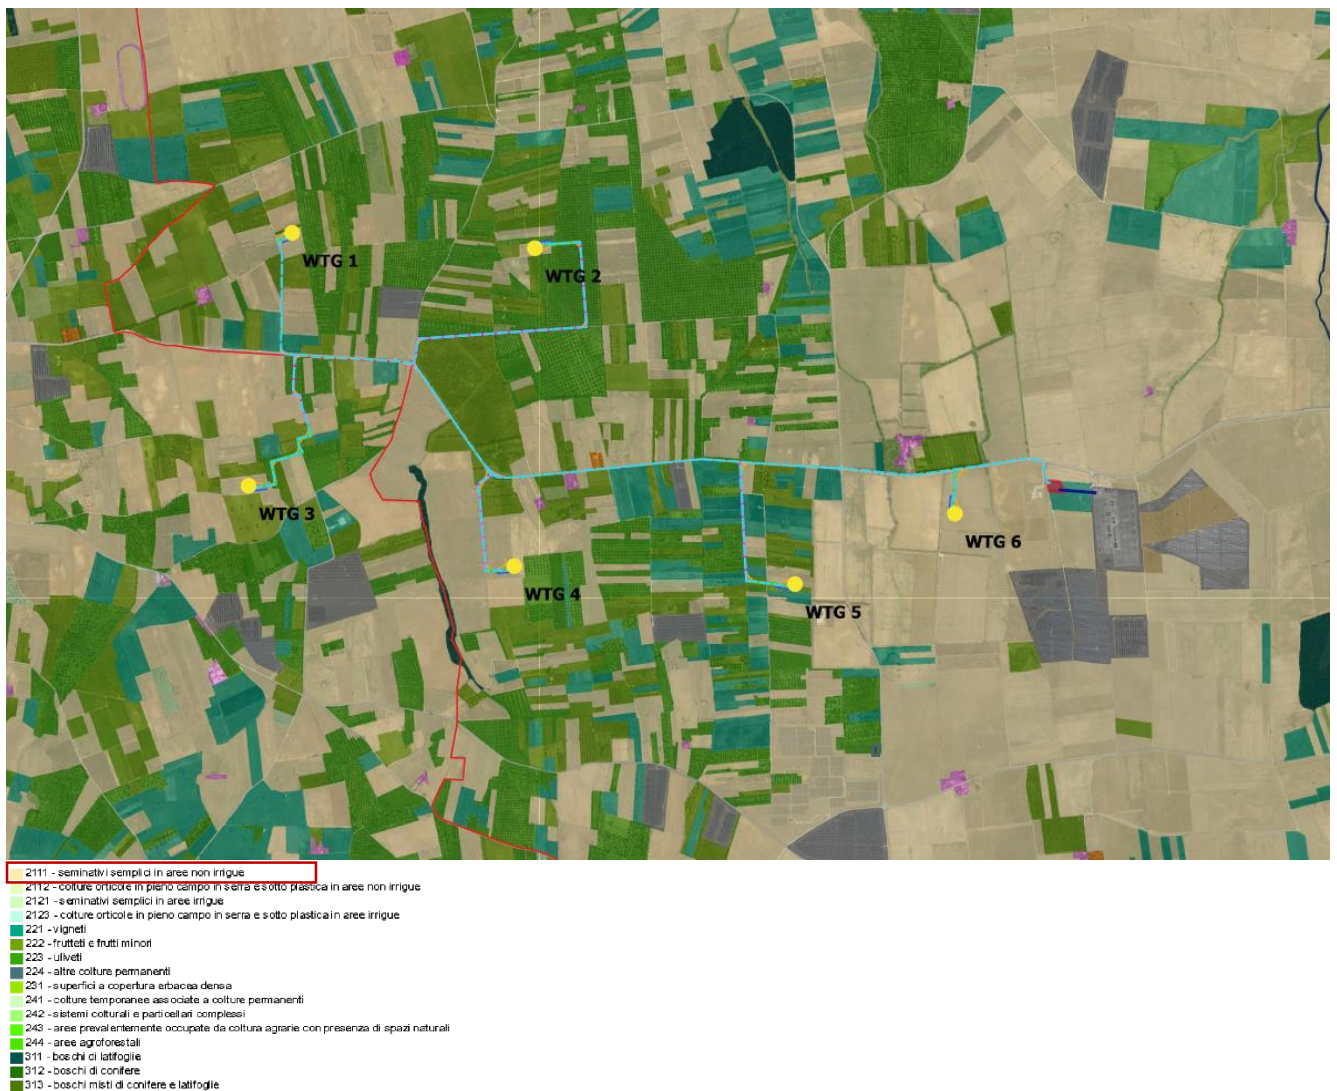 WTG 1
WTG 2
WTG 3
WTG 4
WTG 5
WTG 6
2111 - seminativi semplici in aree non irrigue
2112 - colture orticole in pieno campo in serra e sotto plastica in aree non irrigue
2121 - seminativi semplici in aree irrigue
2123 - colture orticole in pieno campo in serra e sotto plastica in aree irrigue
221 - vigneti
222 - frutteti e frutti minori
223 - uliveti
224 - altre colture permanenti
231 - superfici a copertura erbacea densa
241 - colture temporanee associate a colture permanenti
242 - sistemi colturali e particellari complessi
243 - aree prevalentemente occupate da coltura agrarie con presenza di spazi naturali
244 - aree agroforestali
311 - boschi di latifoglie
312 - boschi di conifere
313 - boschi misti di conifere e latifoglie